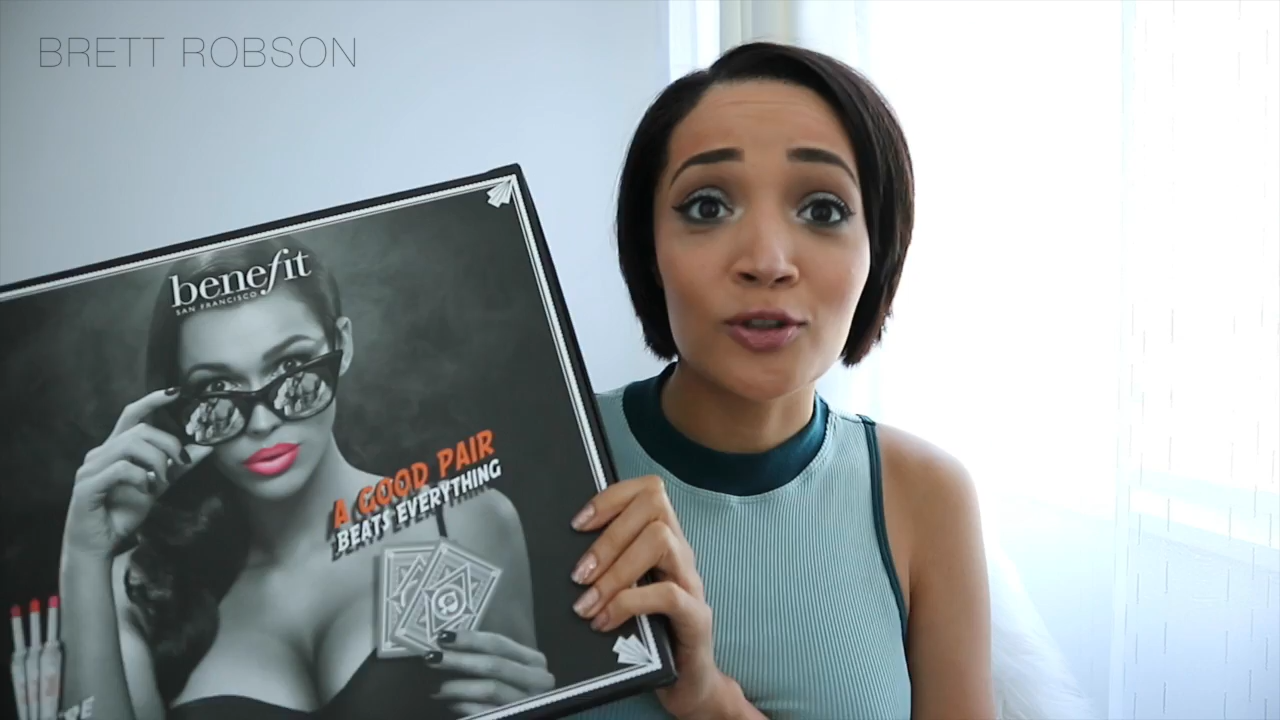 BRETT ROBSON
benefit
SAN FRANCISCO
A GOOD PAIR
BEATS EVERYTHING